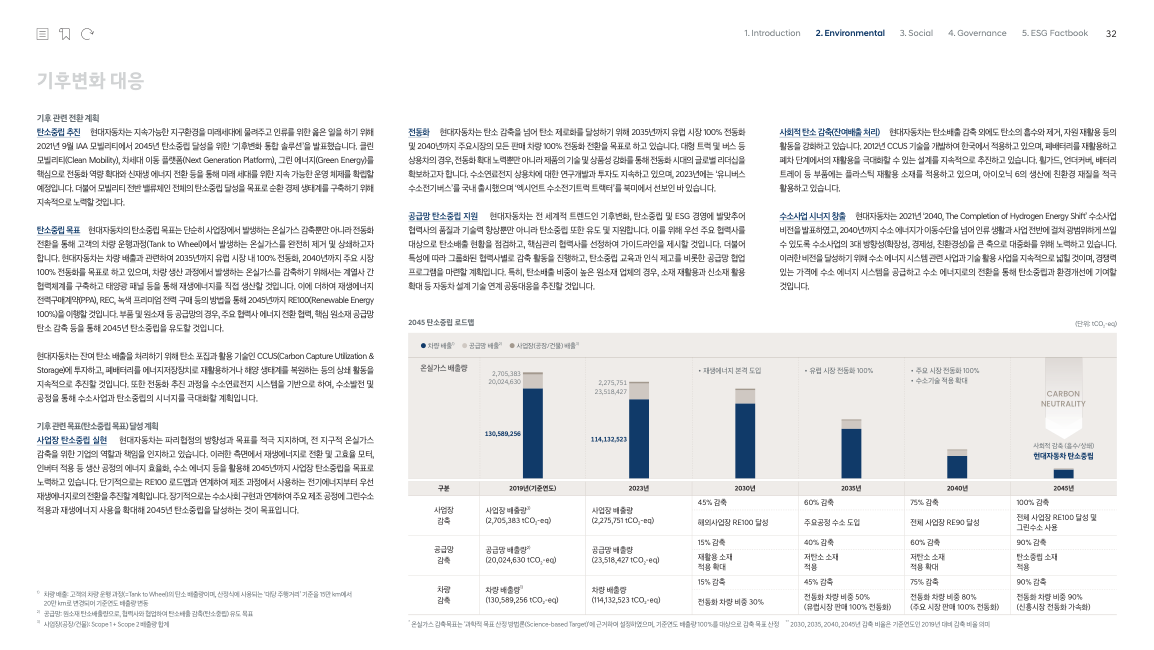 1. Introduction 2. Environmental 3. Social 4. Governance 5. ESG Factbook 32
기후변화 대응
기후 관련 전환 계획
탄소중립 추진 현대자동차는 지속가능한 지구환경을 미래세대에 물려주고 인류를 위한 옳은 일을 하기 위해
2021년 9월 IAA 모빌리티에서 2045년 탄소중립 달성을 위한 '기후변화 통합 솔루션'을 발표했습니다. 클린
모빌리티(Clean Mobility), 차세대 이동 플랫폼(Next Generation Platform), 그린 에너지(Green Energy)를
핵심으로 전동화 역량 확대와 신재생 에너지 전환 등을 통해 미래 세대를 위한 지속 가능한 운영 체제를 확립할
예정입니다. 더불어 모빌리티 전반 밸류체인 전체의 탄소중립 달성을 목표로 순환 경제 생태계를 구축하기 위해
지속적으로 노력할 것입니다.
탄소중립 목표 현대자동차의 탄소중립 목표는 단순히 사업장에서 발생하는 온실가스 감축뿐만 아니라 전동화
전환을 통해 고객의 차량 운행과정(Tank to Wheel)에서 발생하는 온실가스를 완전히 제거 및 상쇄하고자
합니다. 현대자동차는 차량 배출과 관련하여 2035년까지 유럽 시장 내 100% 전동화, 2040년까지 주요 시장
100% 전동화를 목표로 하고 있으며, 차량 생산 과정에서 발생하는 온실가스를 감축하기 위해서는 계열사 간
협력체계를 구축하고 태양광 패널 등을 통해 재생에너지를 직접 생산할 것입니다. 이에 더하여 재생에너지
전력구매계약(PPA), REC, 녹색 프리미엄 전력 구매 등의 방법을 통해 2045년까지 RE100(Renewable Energy
100%)을 이행할 것입니다. 부품 및 원소재 등 공급망의 경우, 주요 협력사 에너지 전환 협력, 핵심 원소재 공급망
탄소 감축 등을 통해 2045년 탄소중립을 유도할 것입니다.
현대자동차는 잔여 탄소 배출을 처리하기 위해 탄소 포집과 활용 기술인 CCUS(Carbon Capture Utilization &
Storage)에 투자하고, 폐배터리를 에너지저장장치로 재활용하거나 해양 생태계를 복원하는 등의 상쇄 활동을
지속적으로 추진할 것입니다. 또한 전동화 추진 과정을 수소연료전지 시스템을 기반으로 하여, 수소발전 및
공정을 통해 수소사업과 탄소중립의 시너지를 극대화할 계획입니다.
기후 관련 목표(탄소중립 목표) 달성 계획
사업장 탄소중립 실현 현대자동차는 파리협정의 방향성과 목표를 적극 지지하며, 전 지구적 온실가스
감축을 위한 기업의 역할과 책임을 인지하고 있습니다. 이러한 측면에서 재생에너지로 전환 및 고효율 모터,
인버터 적용 등 생산 공정의 에너지 효율화, 수소 에너지 등을 활용해 2045년까지 사업장 탄소중립을 목표로
노력하고 있습니다. 단기적으로는 RE100 로드맵과 연계하여 제조 과정에서 사용하는 전기에너지부터 우선
재생에너지로의 전환을 추진할 계획입니다. 장기적으로는 수소사회 구현과 연계하여 주요 제조 공정에 그린수소
적용과 재생에너지 사용을 확대해 2045년 탄소중립을 달성하는 것이 목표입니다.
1) 차량 배출: 고객의 차량 운행 과정(=Tank to Wheel)의 탄소 배출량이며, 산정식에 사용되는 '대당 주행거리' 기준을 15만 km에서
20만 km로 변경되어 기준연도 배출량 변동
2) 공급망: 원소재 탄소배출량으로, 협력사와 협업하여 탄소배출 감축(탄소중립) 유도 목표
3) 사업장(공장/건물): Scope 1 + Scope 2 배출량 합계
전동화 현대자동차는 탄소 감축을 넘어 탄소 제로화를 달성하기 위해 2035년까지 유럽 시장 100% 전동화
및 2040년까지 주요시장에서의 모든 판매 차량 100% 전동화 전환을 목표로 하고 있습니다. 대형 트럭 및 버스 등
상용차의 경우, 전동화 확대 노력뿐만 아니라 제품의 기술 및 상품성 강화를 통해 전동화 시대의 글로벌 리더십을
확보하고자 합니다. 수소연료전지 상용차에 대한 연구개발과 투자도 지속하고 있으며, 2023년에는 '유니버스
수소전기버스'를 국내 출시했으며 '엑시언트 수소전기트럭 트랙터'를 북미에서 선보인 바 있습니다.
공급망 탄소중립 지원 현대자동차는 전 세계적 트렌드인 기후변화, 탄소중립 및 ESG 경영에 발맞추어
협력사의 품질과 기술력 향상뿐만 아니라 탄소중립 또한 유도 및 지원합니다. 이를 위해 우선 주요 협력사를
대상으로 탄소배출 현황을 점검하고, 핵심관리 협력사를 선정하여 가이드라인을 제시할 것입니다. 더불어
특성에 따라 그룹화된 협력사별로 감축 활동을 진행하고, 탄소중립 교육과 인식 제고를 비롯한 공급망 협업
프로그램을 마련할 계획입니다. 특히, 탄소배출 비중이 높은 원소재 업체의 경우, 소재 재활용과 신소재 활용
확대 등 자동차 설계 기술 연계 공동대응을 추진할 것입니다.
사회적 탄소 감축(잔여배출 처리) 현대자동차는 탄소배출 감축 외에도 탄소의 흡수와 제거, 자원 재활용 등의
활동을 강화하고 있습니다. 2012년 CCUS 기술을 개발하여 한국에서 적용하고 있으며, 폐배터리를 재활용하고
폐차 단계에서의 재활용을 극대화할 수 있는 설계를 지속적으로 추진하고 있습니다. 휠가드, 언더커버, 배터리
트레이 등 부품에는 플라스틱 재활용 소재를 적용하고 있으며, 아이오닉 6의 생산에 친환경 재질을 적극
활용하고 있습니다.
수소사업 시너지 창출 현대자동차는 2021년 '2040, The Completion of Hydrogen Energy Shift' 수소사업
비전을 발표하였고, 2040년까지 수소 에너지가 이동수단을 넘어 인류 생활과 사업 전반에 걸쳐 광범위하게 쓰일
수 있도록 수소사업의 3대 방향성(확장성, 경제성, 친환경성)을 큰 축으로 대중화를 위해 노력하고 있습니다.
이러한 비전을 달성하기 위해 수소 에너지 시스템 관련 사업과 기술 활용 사업을 지속적으로 넓힐 것이며, 경쟁력
있는 가격에 수소 에너지 시스템을 공급하고 수소 에너지로의 전환을 통해 탄소중립과 환경개선에 기여할
것입니다.
2045 탄소중립 로드맵 (단위: tCO₂-eq)
차량 배출1) 공급망 배출2) 사업장(공장/건물) 배출3)
온실가스 배출량
2,705,383
20,024,630
130,589,256
2,275,751
23,518,427
114,132,523
• 재생에너지 본격 도입
• 유럽 시장 전동화 100%
• 주요 시장 전동화 100%
• 수소기술 적용 확대
CARBON
NEUTRALITY
사회적 감축 (흡수/상쇄)
현대자동차 탄소중립
구분 2019년(기준연도) 2023년 2030년 2035년 2040년 2045년
사업장
감축
사업장 배출량3)
(2,705,383 tCO₂-eq)
사업장 배출량
(2,275,751 tCO₂-eq)
45% 감축 60% 감축 75% 감축 100% 감축
해외사업장 RE100 달성 주요공정 수소 도입 전체 사업장 RE90 달성 전체 사업장 RE100 달성 및
그린수소 사용
공급망
감축
공급망 배출량2)
(20,024,630 tCO₂-eq)
공급망 배출량
(23,518,427 tCO₂-eq)
15% 감축 40% 감축 60% 감축 90% 감축
재활용 소재
적용 확대
저탄소 소재
적용
저탄소 소재
적용 확대
탄소중립 소재
적용
차량
감축
차량 배출량1)
(130,589,256 tCO₂-eq)
차량 배출량
(114,132,523 tCO₂-eq)
15% 감축 45% 감축 75% 감축 90% 감축
전동화 차량 비중 30%
전동화 차량 비중 50%
(유럽시장 판매 100% 전동화)
전동화 차량 비중 80%
(주요 시장 판매 100% 전동화)
전동화 차량 비중 90%
(신흥시장 전동화 가속화)
* 온실가스 감축목표는 '과학적 목표 산정 방법론(Science-based Target)'에 근거하여 설정하였으며, 기준연도 배출량 100%를 대상으로 감축 목표 산정 ** 2030, 2035, 2040, 2045년 감축 비율은 기준연도인 2019년 대비 감축 비율 의미